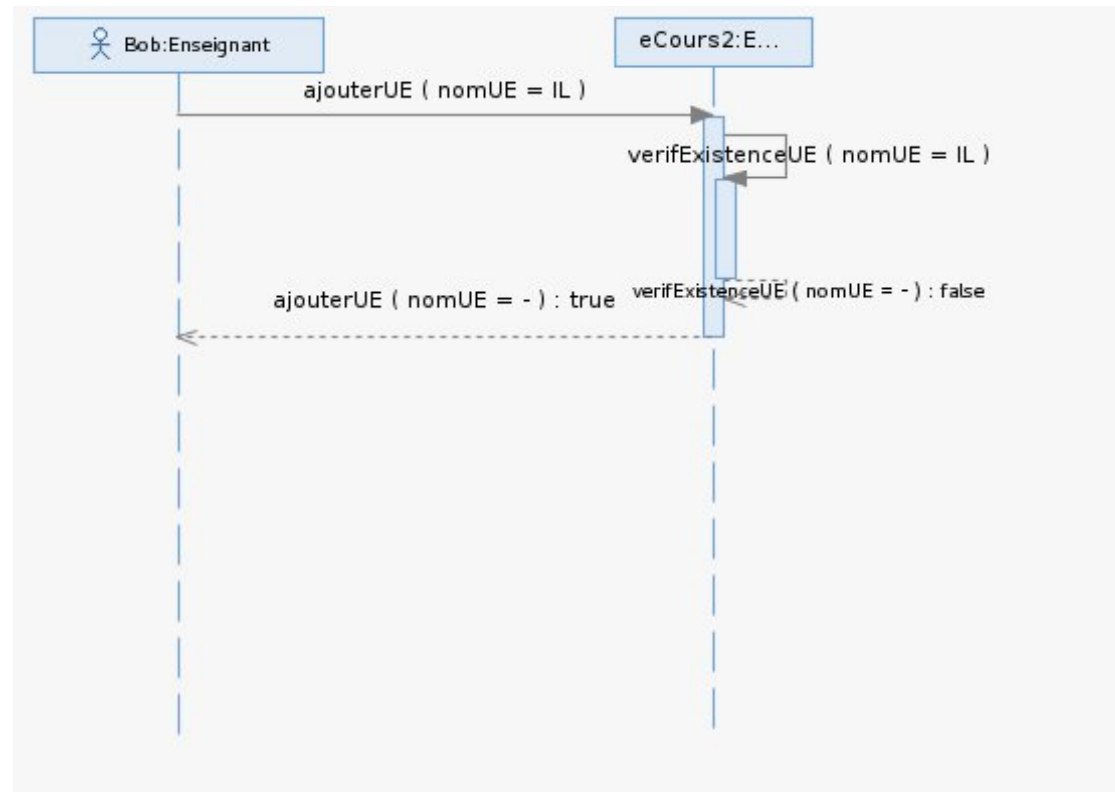 Bob:Enseignant
eCours2:E...
ajouterUE ( nomUE = IL )
verifExistenceUE ( nomUE = IL )
verifExistenceUE ( nomUE = - ) : false
ajouterUE ( nomUE = - ) : true